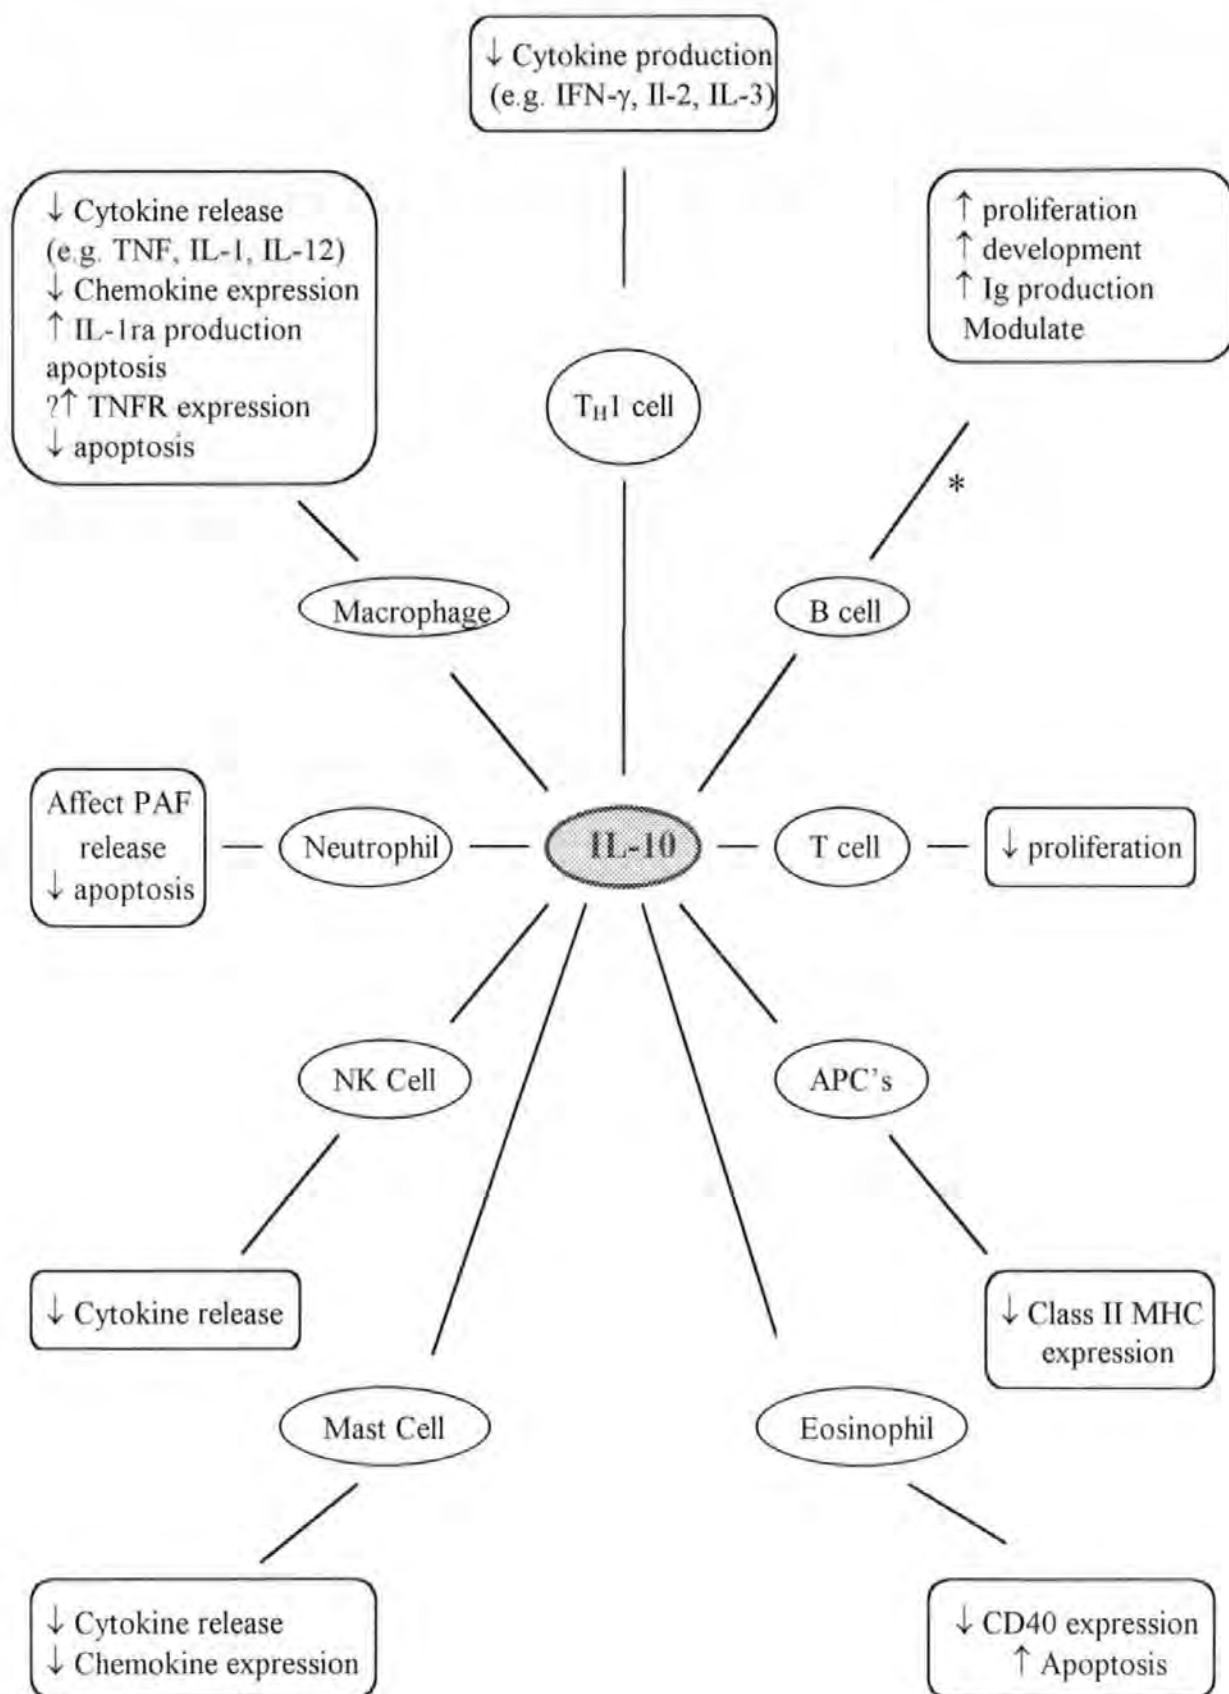 ↓ Cytokine production
(e.g. IFN-γ, Il-2, IL-3)
↓ Cytokine release
(e.g. TNF, IL-1, IL-12)
↓ Chemokine expression
↑ IL-1ra production
apoptosis
?↑ TNFR expression
↓ apoptosis
↑ proliferation
↑ development
↑ Ig production
Modulate
T_H1 cell
*
Macrophage
B cell
Affect PAF
release
↓ apoptosis
Neutrophil
IL-10
T cell
↓ proliferation
NK Cell
APC's
↓ Cytokine release
↓ Class II MHC
expression
Mast Cell
Eosinophil
↓ Cytokine release
↓ Chemokine expression
↓ CD40 expression
↑ Apoptosis